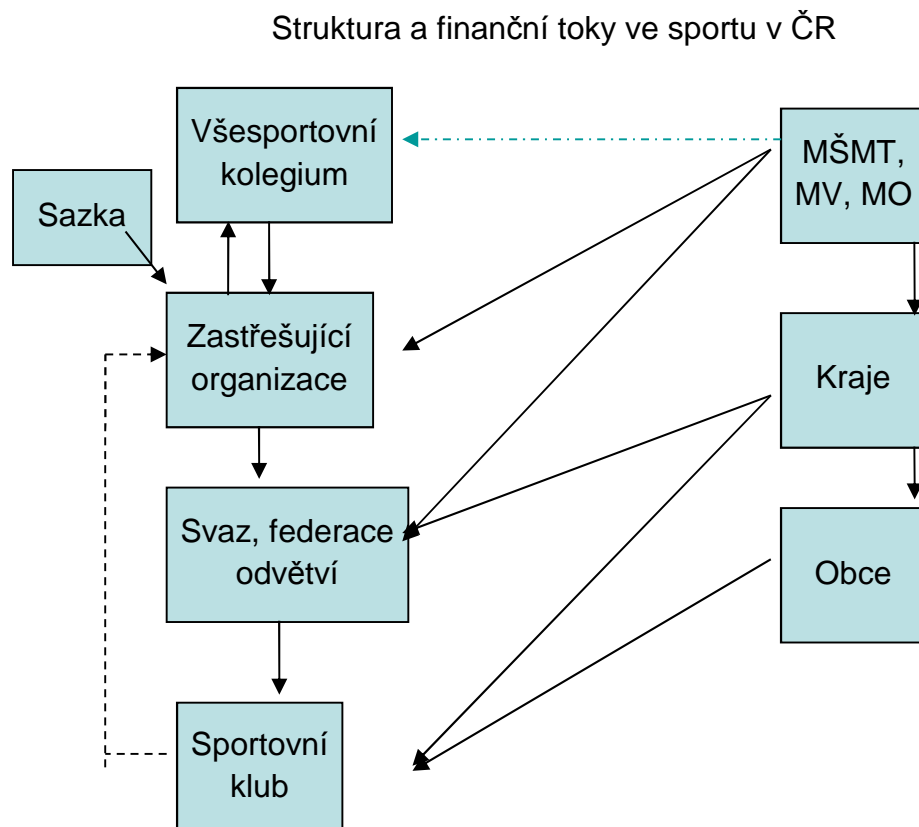 Struktura a finanční toky ve sportu v ČR
Všesportovní
kolegium
MŠMT,
MV, MO
Sazka
Zastřešující
organizace
Kraje
Svaz, federace
odvětví
Obce
Sportovní
klub